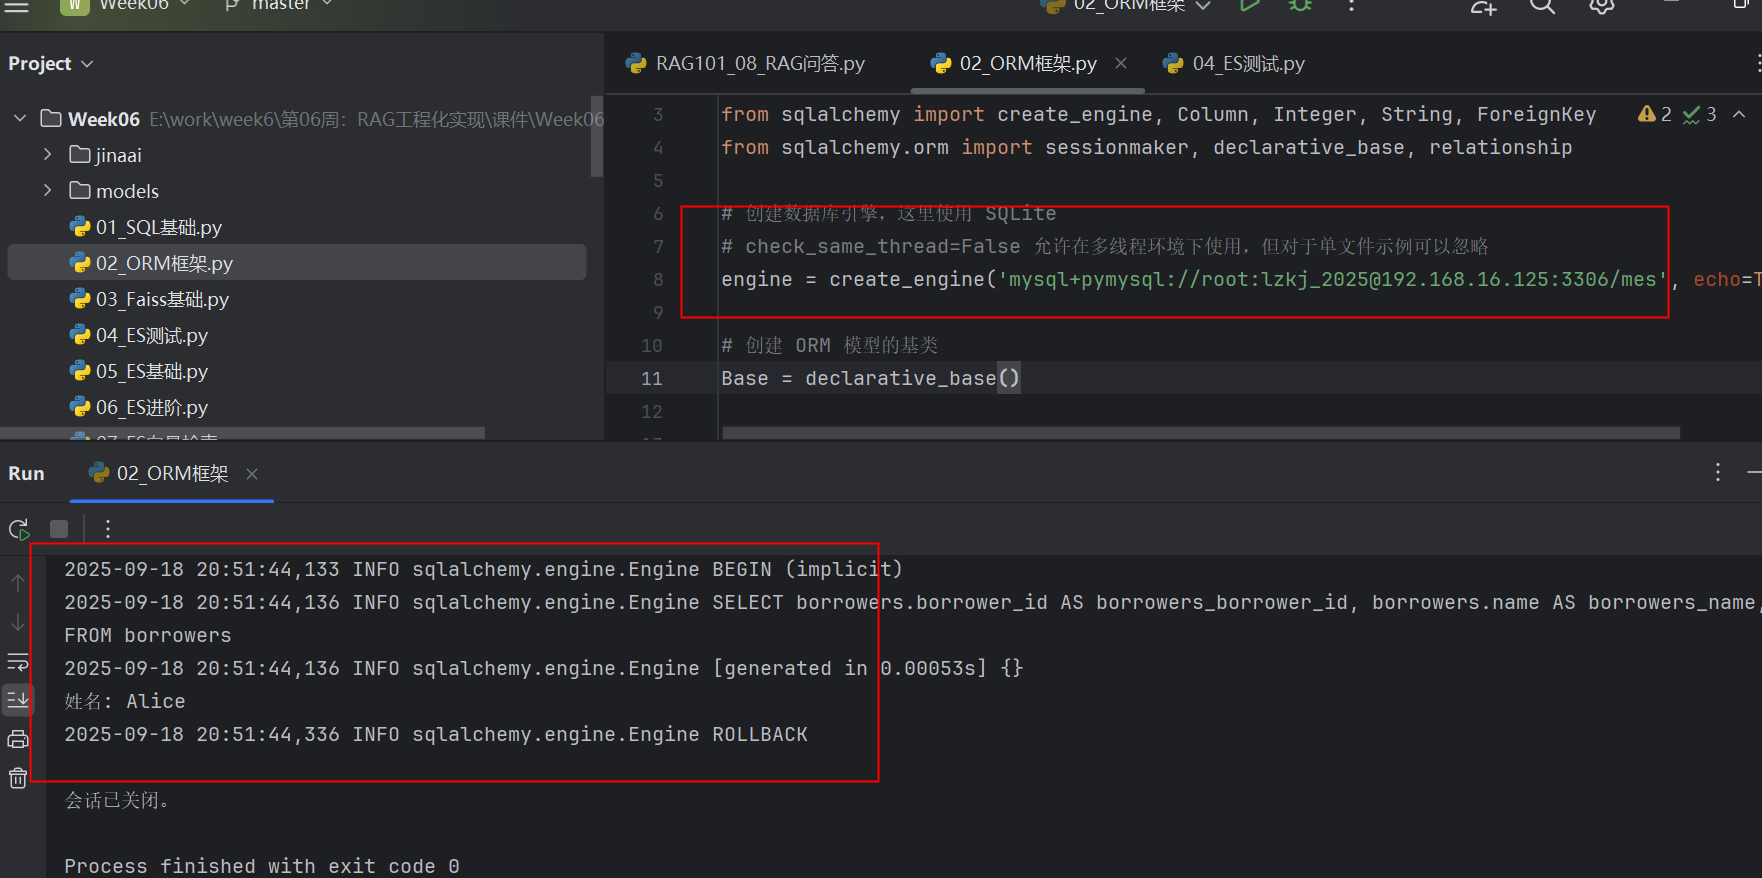 W Week06 master 02_ORM框架
Project
RAG101_08_RAG问答.py 02_ORM框架.py 04_ES测试.py
Week06 E:\work\week6\第06周：RAG工程化实现\课件\Week06
jinaai
models
01_SQL基础.py
02_ORM框架.py
03_Faiss基础.py
04_ES测试.py
05_ES基础.py
06_ES进阶.py
3 from sqlalchemy import create_engine, Column, Integer, String, ForeignKey 2 3
4 from sqlalchemy.orm import sessionmaker, declarative_base, relationship
5
6 # 创建数据库引擎，这里使用 SQLite
7 # check_same_thread=False 允许在多线程环境下使用，但对于单文件示例可以忽略
8 engine = create_engine('mysql+pymysql://root:lzkj_2025@192.168.16.125:3306/mes', echo=T
9
10 # 创建 ORM 模型的基类
11 Base = declarative_base()
12
Run 02_ORM框架
2025-09-18 20:51:44,133 INFO sqlalchemy.engine.Engine BEGIN (implicit)
2025-09-18 20:51:44,136 INFO sqlalchemy.engine.Engine SELECT borrowers.borrower_id AS borrowers_borrower_id, borrowers.name AS borrowers_name,
FROM borrowers
2025-09-18 20:51:44,136 INFO sqlalchemy.engine.Engine [generated in 0.00053s] {}
姓名: Alice
2025-09-18 20:51:44,336 INFO sqlalchemy.engine.Engine ROLLBACK
会话已关闭。
Process finished with exit code 0